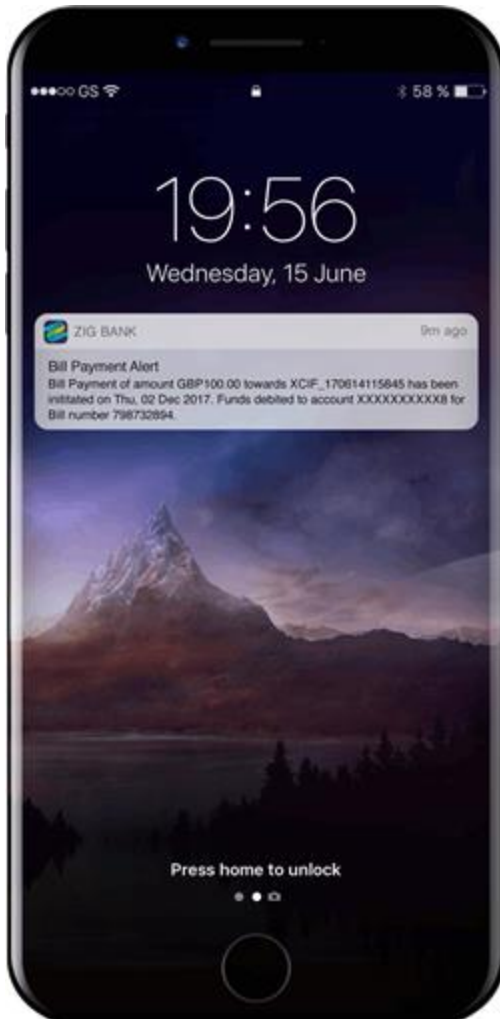 GS
58 %
19:56
Wednesday, 15 June
ZIG BANK
9m ago
Bill Payment Alert
Bill Payment of amount GBP100.00 towards XCIF_170614115845 has been
inititated on Thu, 02 Dec 2017. Funds debited to account XXXXXXXXXX8 for
Bill number 798732894.
Press home to unlock